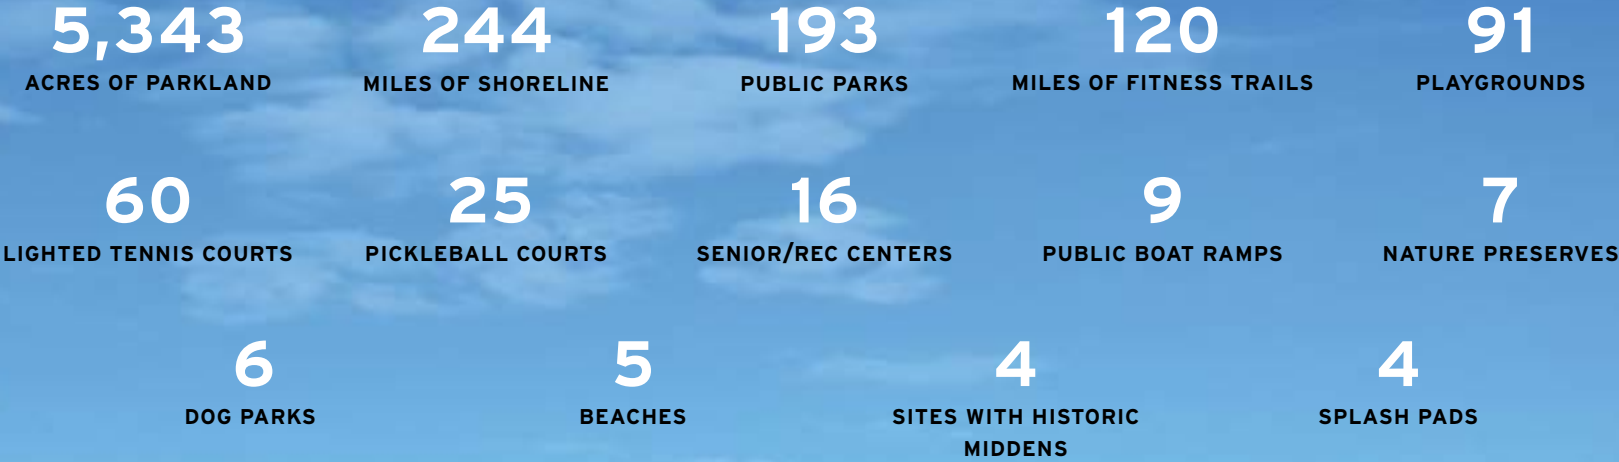 5,343
ACRES OF PARKLAND
244
MILES OF SHORELINE
193
PUBLIC PARKS
120
MILES OF FITNESS TRAILS
91
PLAYGROUNDS
60
LIGHTED TENNIS COURTS
25
PICKLEBALL COURTS
16
SENIOR/REC CENTERS
9
PUBLIC BOAT RAMPS
7
NATURE PRESERVES
6
DOG PARKS
5
BEACHES
4
SITES WITH HISTORIC
MIDDENS
4
SPLASH PADS